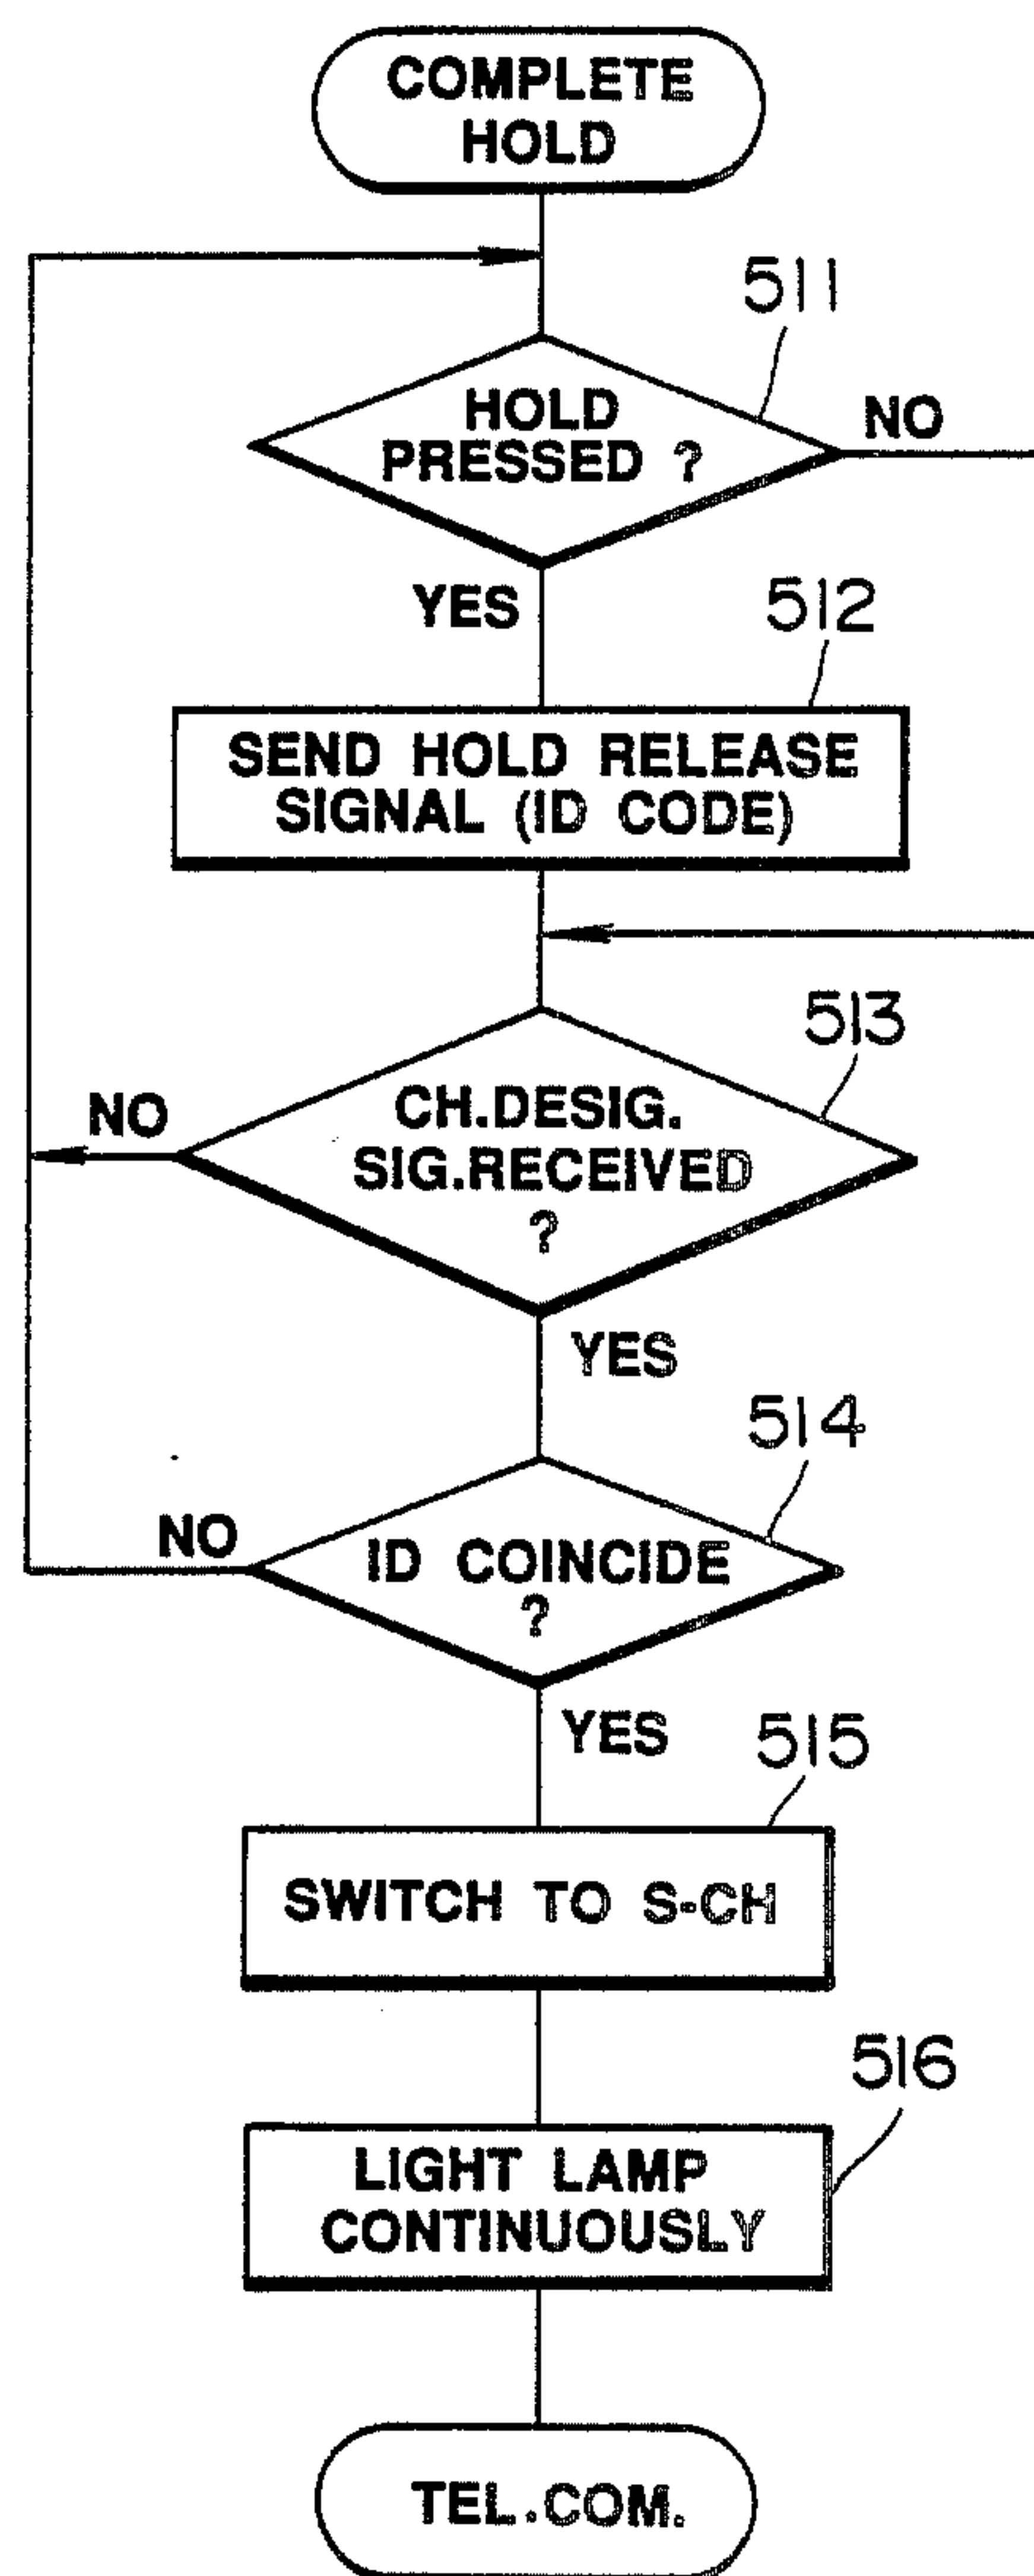 COMPLETE
HOLD
511
HOLD
PRESSED ?
NO
YES
512
SEND HOLD RELEASE
SIGNAL (ID CODE)
513
CH.DESIG.
SIG.RECEIVED
?
NO
YES
514
ID COINCIDE
?
NO
YES
515
SWITCH TO S-CH
516
LIGHT LAMP
CONTINUOUSLY
TEL.COM.